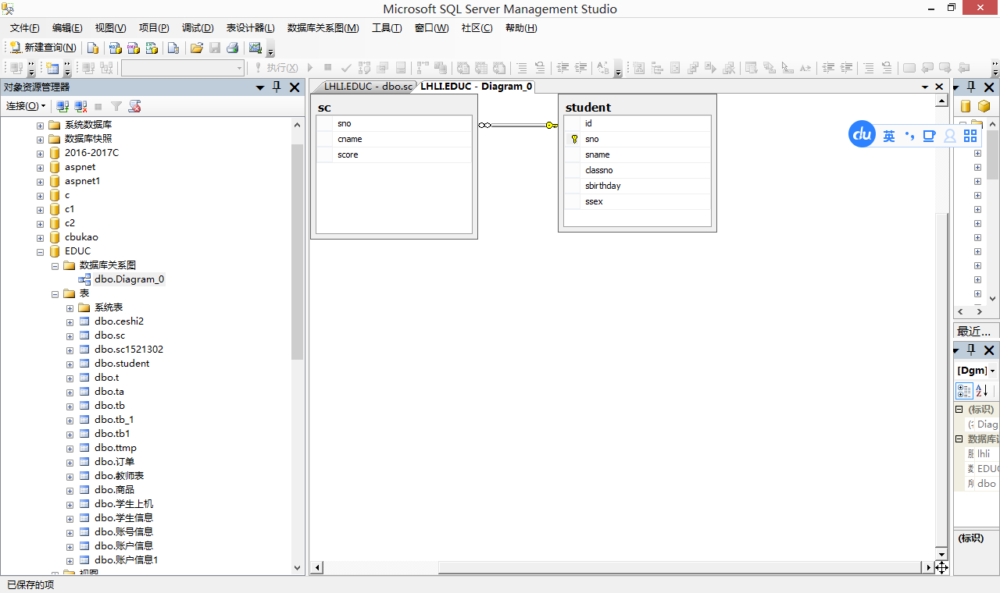 Microsoft SQL Server Management Studio
文件(F) 编辑(E) 视图(V) 项目(P) 调试(D) 表设计器(L) 数据库关系图(M) 工具(T) 窗口(W) 社区(C) 帮助(H)
新建查询(N)
执行(X)
对象资源管理器
连接(O)
系统数据库
数据库快照
2016-2017C
aspnet
aspnet1
c
c1
c2
cbukao
EDUC
数据库关系图
dbo.Diagram_0
表
系统表
dbo.ceshi2
dbo.sc
dbo.sc1521302
dbo.student
dbo.t
dbo.ta
dbo.tb
dbo.tb_1
dbo.tb1
dbo.ttmp
dbo.订单
dbo.教师表
dbo.商品
dbo.学生上机
dbo.学生信息
dbo.账号信息
dbo.账户信息
dbo.账户信息1
视图
LHLI.EDUC - dbo.sc LHLI.EDUC - Diagram_0
sc
sno
cname
score
student
id
sno
sname
classno
sbirthday
ssex
du 英
最近...
[Dgm]
(标识)
Diag
数据库
lhli
EDUC
dbo
(标识)
已保存的项